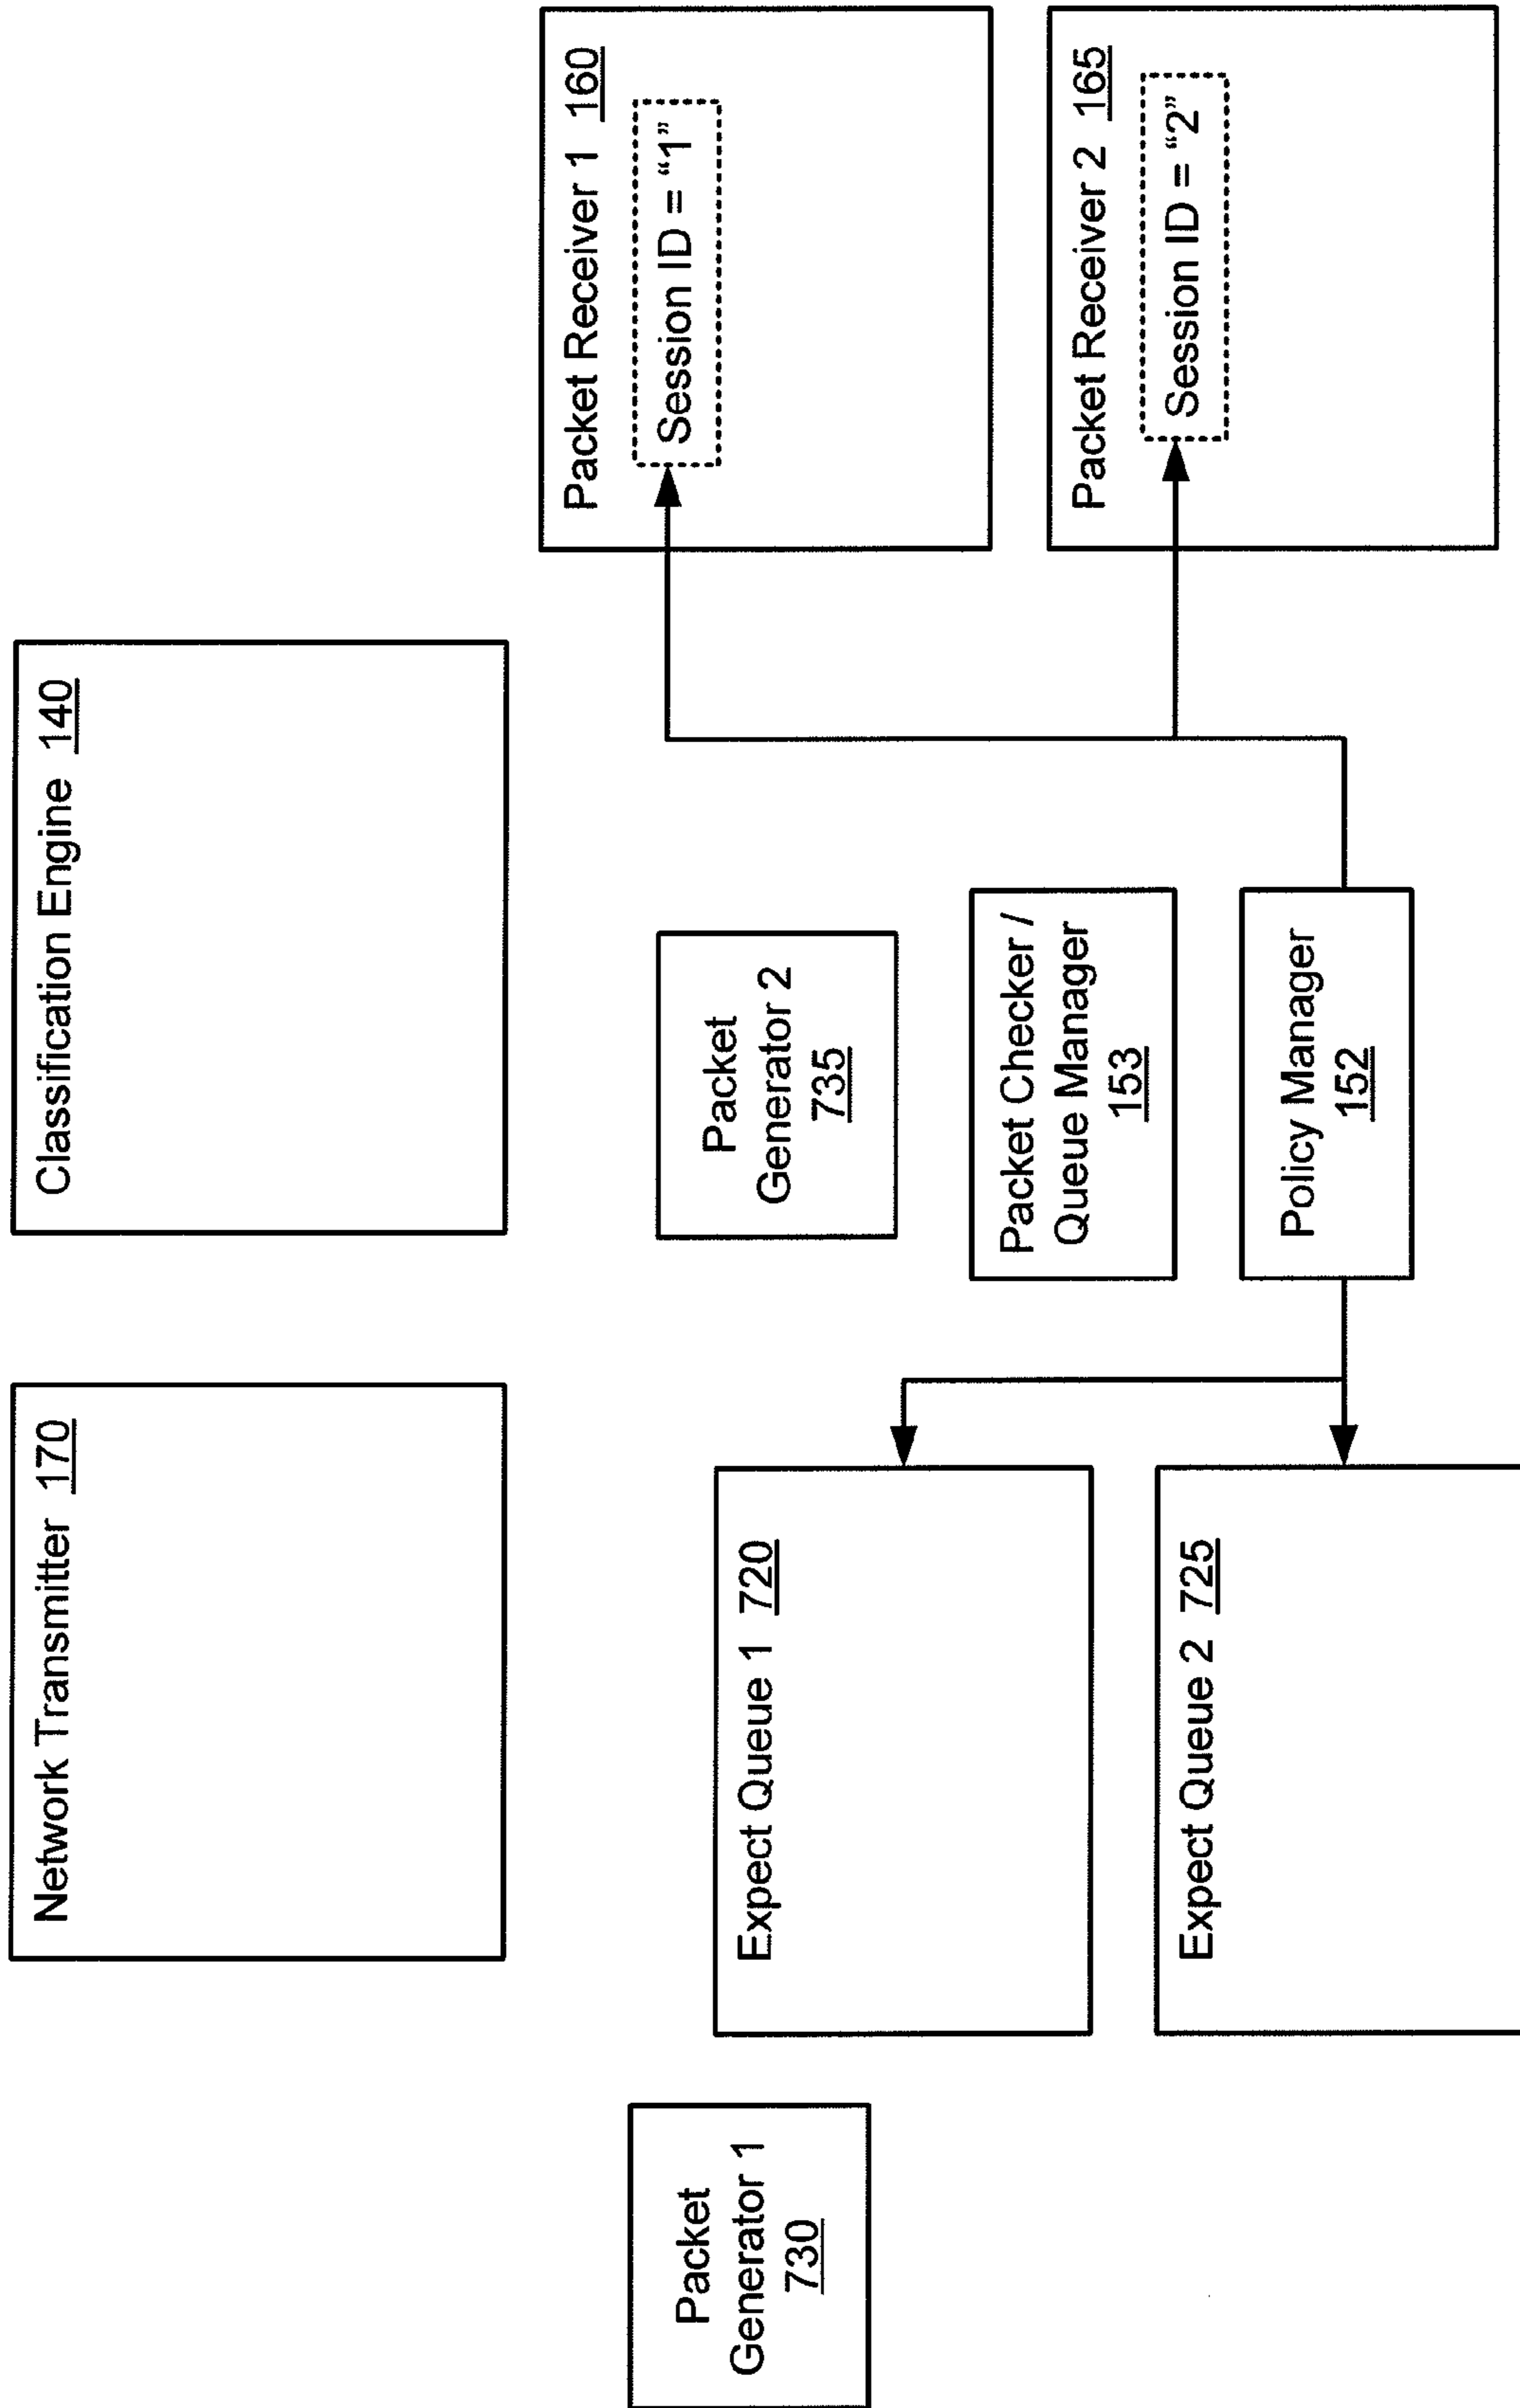 Network Transmitter 170
Classification Engine 140
Packet
Generator 1
730
Expect Queue 1 720
Packet
Generator 2
735
Packet Receiver 1 160
Session ID = “1”
Packet Checker /
Queue Manager
153
Expect Queue 2 725
Policy Manager
152
Packet Receiver 2 165
Session ID = “2”